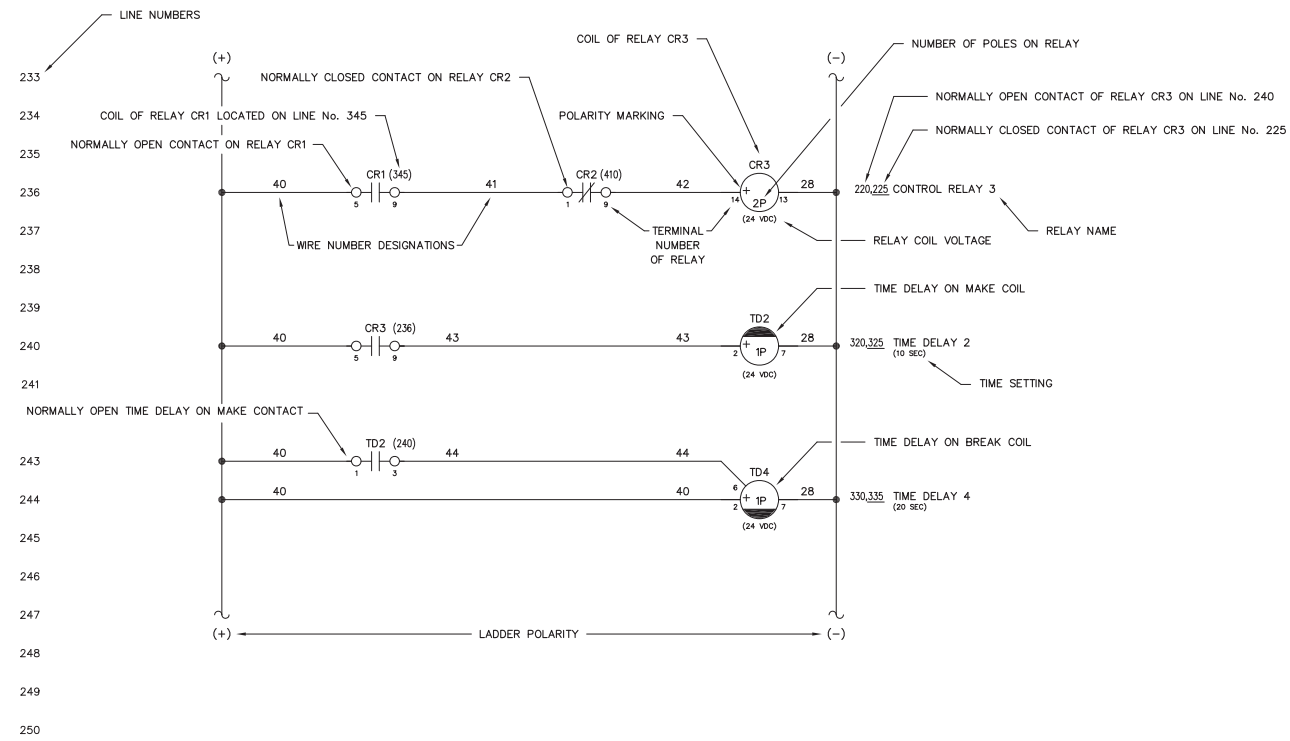 LINE NUMBERS
COIL OF RELAY CR3
NUMBER OF POLES ON RELAY
(+)
(-)
233
NORMALLY CLOSED CONTACT ON RELAY CR2
NORMALLY OPEN CONTACT OF RELAY CR3 ON LINE No. 240
234
COIL OF RELAY CR1 LOCATED ON LINE No. 345
POLARITY MARKING
NORMALLY CLOSED CONTACT OF RELAY CR3 ON LINE No. 225
NORMALLY OPEN CONTACT ON RELAY CR1
235
CR3
CR1 (345)
CR2 (410)
236
40
41
42
+
28
220,225 CONTROL RELAY 3
5
9
1
9
14
2P
13
(24 VDC)
237
WIRE NUMBER DESIGNATIONS
TERMINAL
NUMBER
OF RELAY
RELAY COIL VOLTAGE
RELAY NAME
238
TIME DELAY ON MAKE COIL
239
TD2
CR3 (236)
240
40
43
43
+
28
320,325 TIME DELAY 2
(10 SEC)
5
9
2
1P
7
(24 VDC)
241
TIME SETTING
NORMALLY OPEN TIME DELAY ON MAKE CONTACT
TIME DELAY ON BREAK COIL
TD2 (240)
243
40
44
44
1
3
TD4
6
244
40
40
+
28
330,335 TIME DELAY 4
(20 SEC)
2
1P
7
(24 VDC)
245
246
247
(+)
LADDER POLARITY
(-)
248
249
250